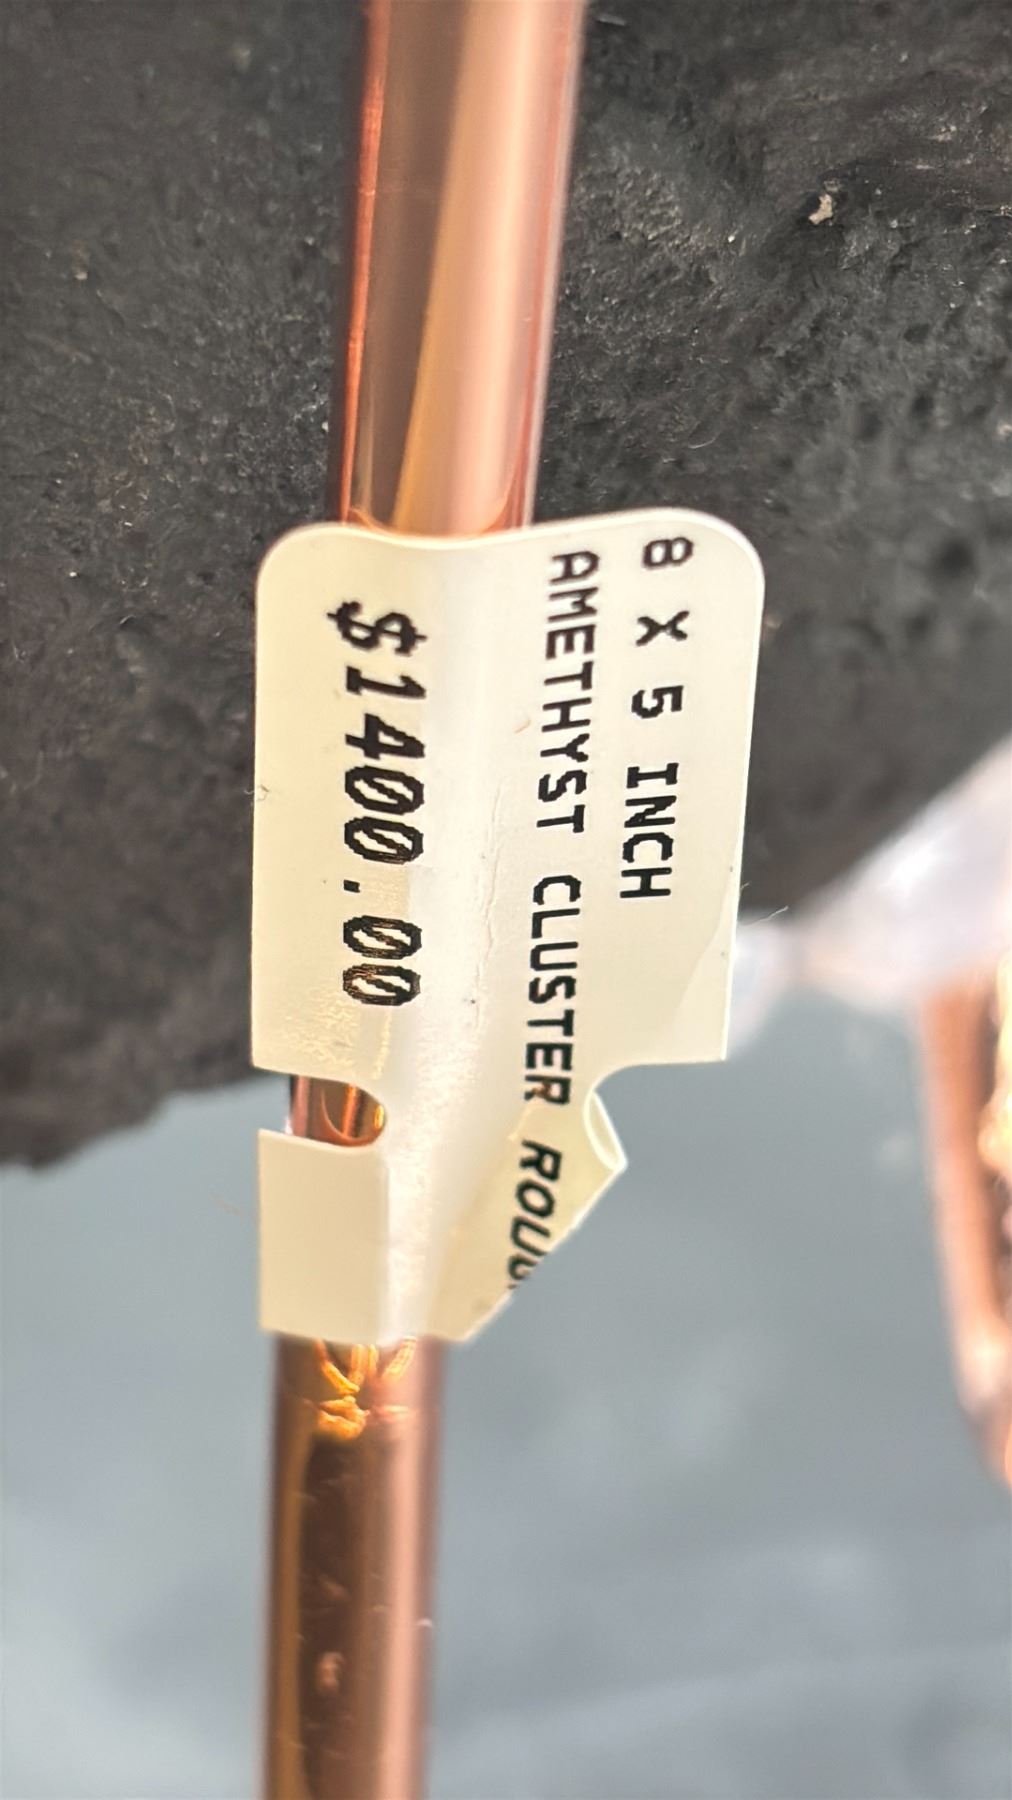 8 X 5 INCH
AMETHYST CLUSTER
$1400.00